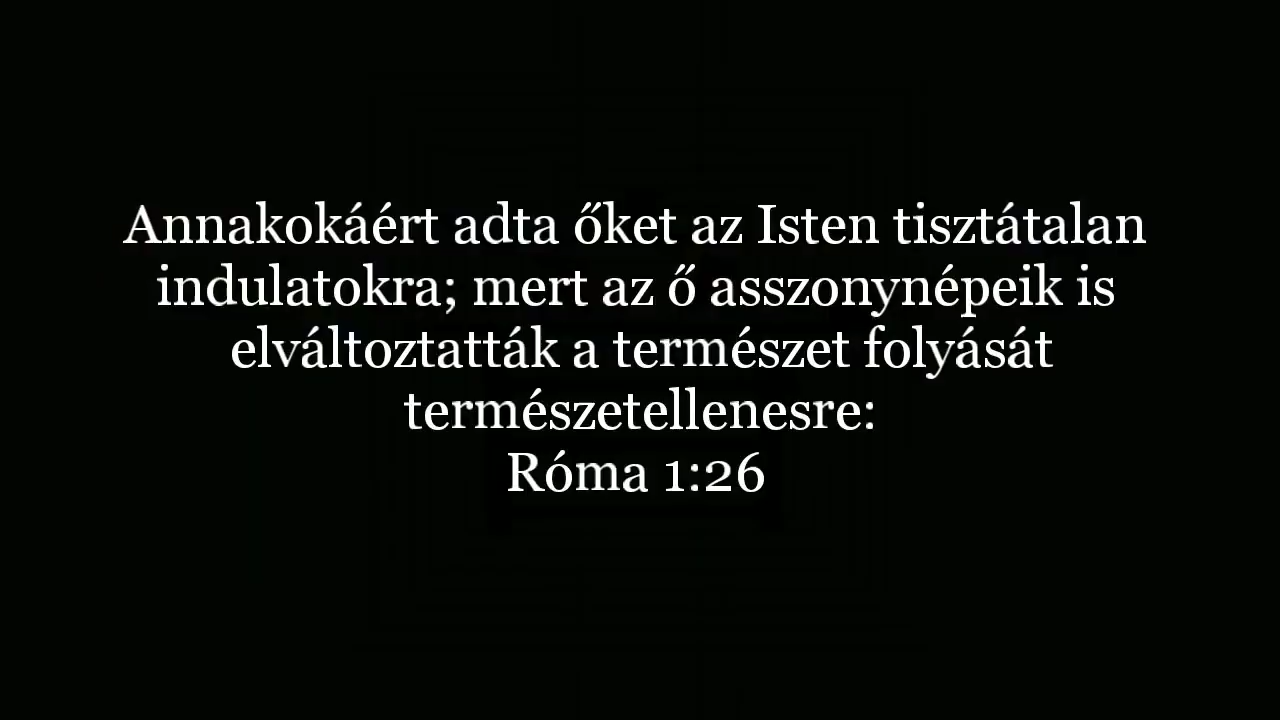 Annakokáért adta őket az Isten tisztátalan
indulatokra; mert az ő asszonynépeik is
elváltoztatták a természet folyását
természetellenesre:
Róma 1:26